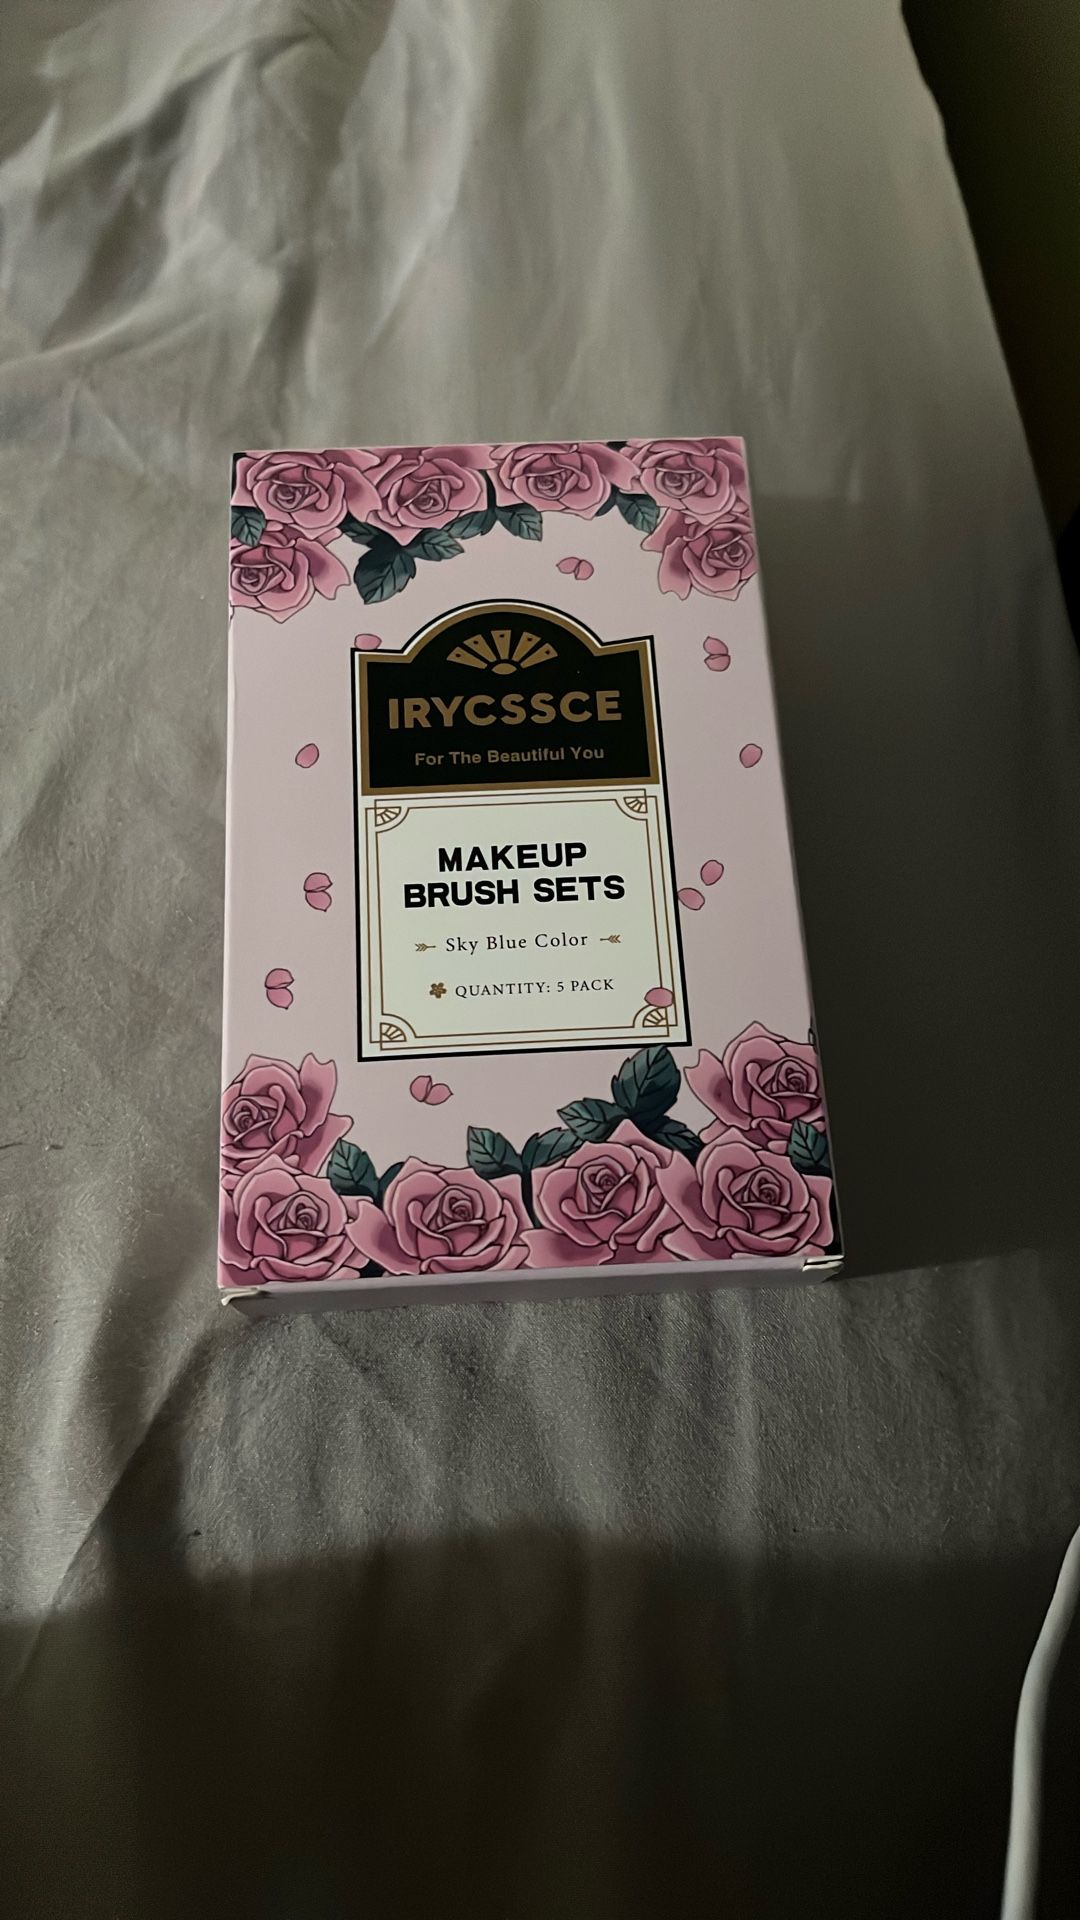 IRYCSSCE
For The Beautiful You
MAKEUP
BRUSH SETS
Sky Blue Color
QUANTITY: 5 PACK